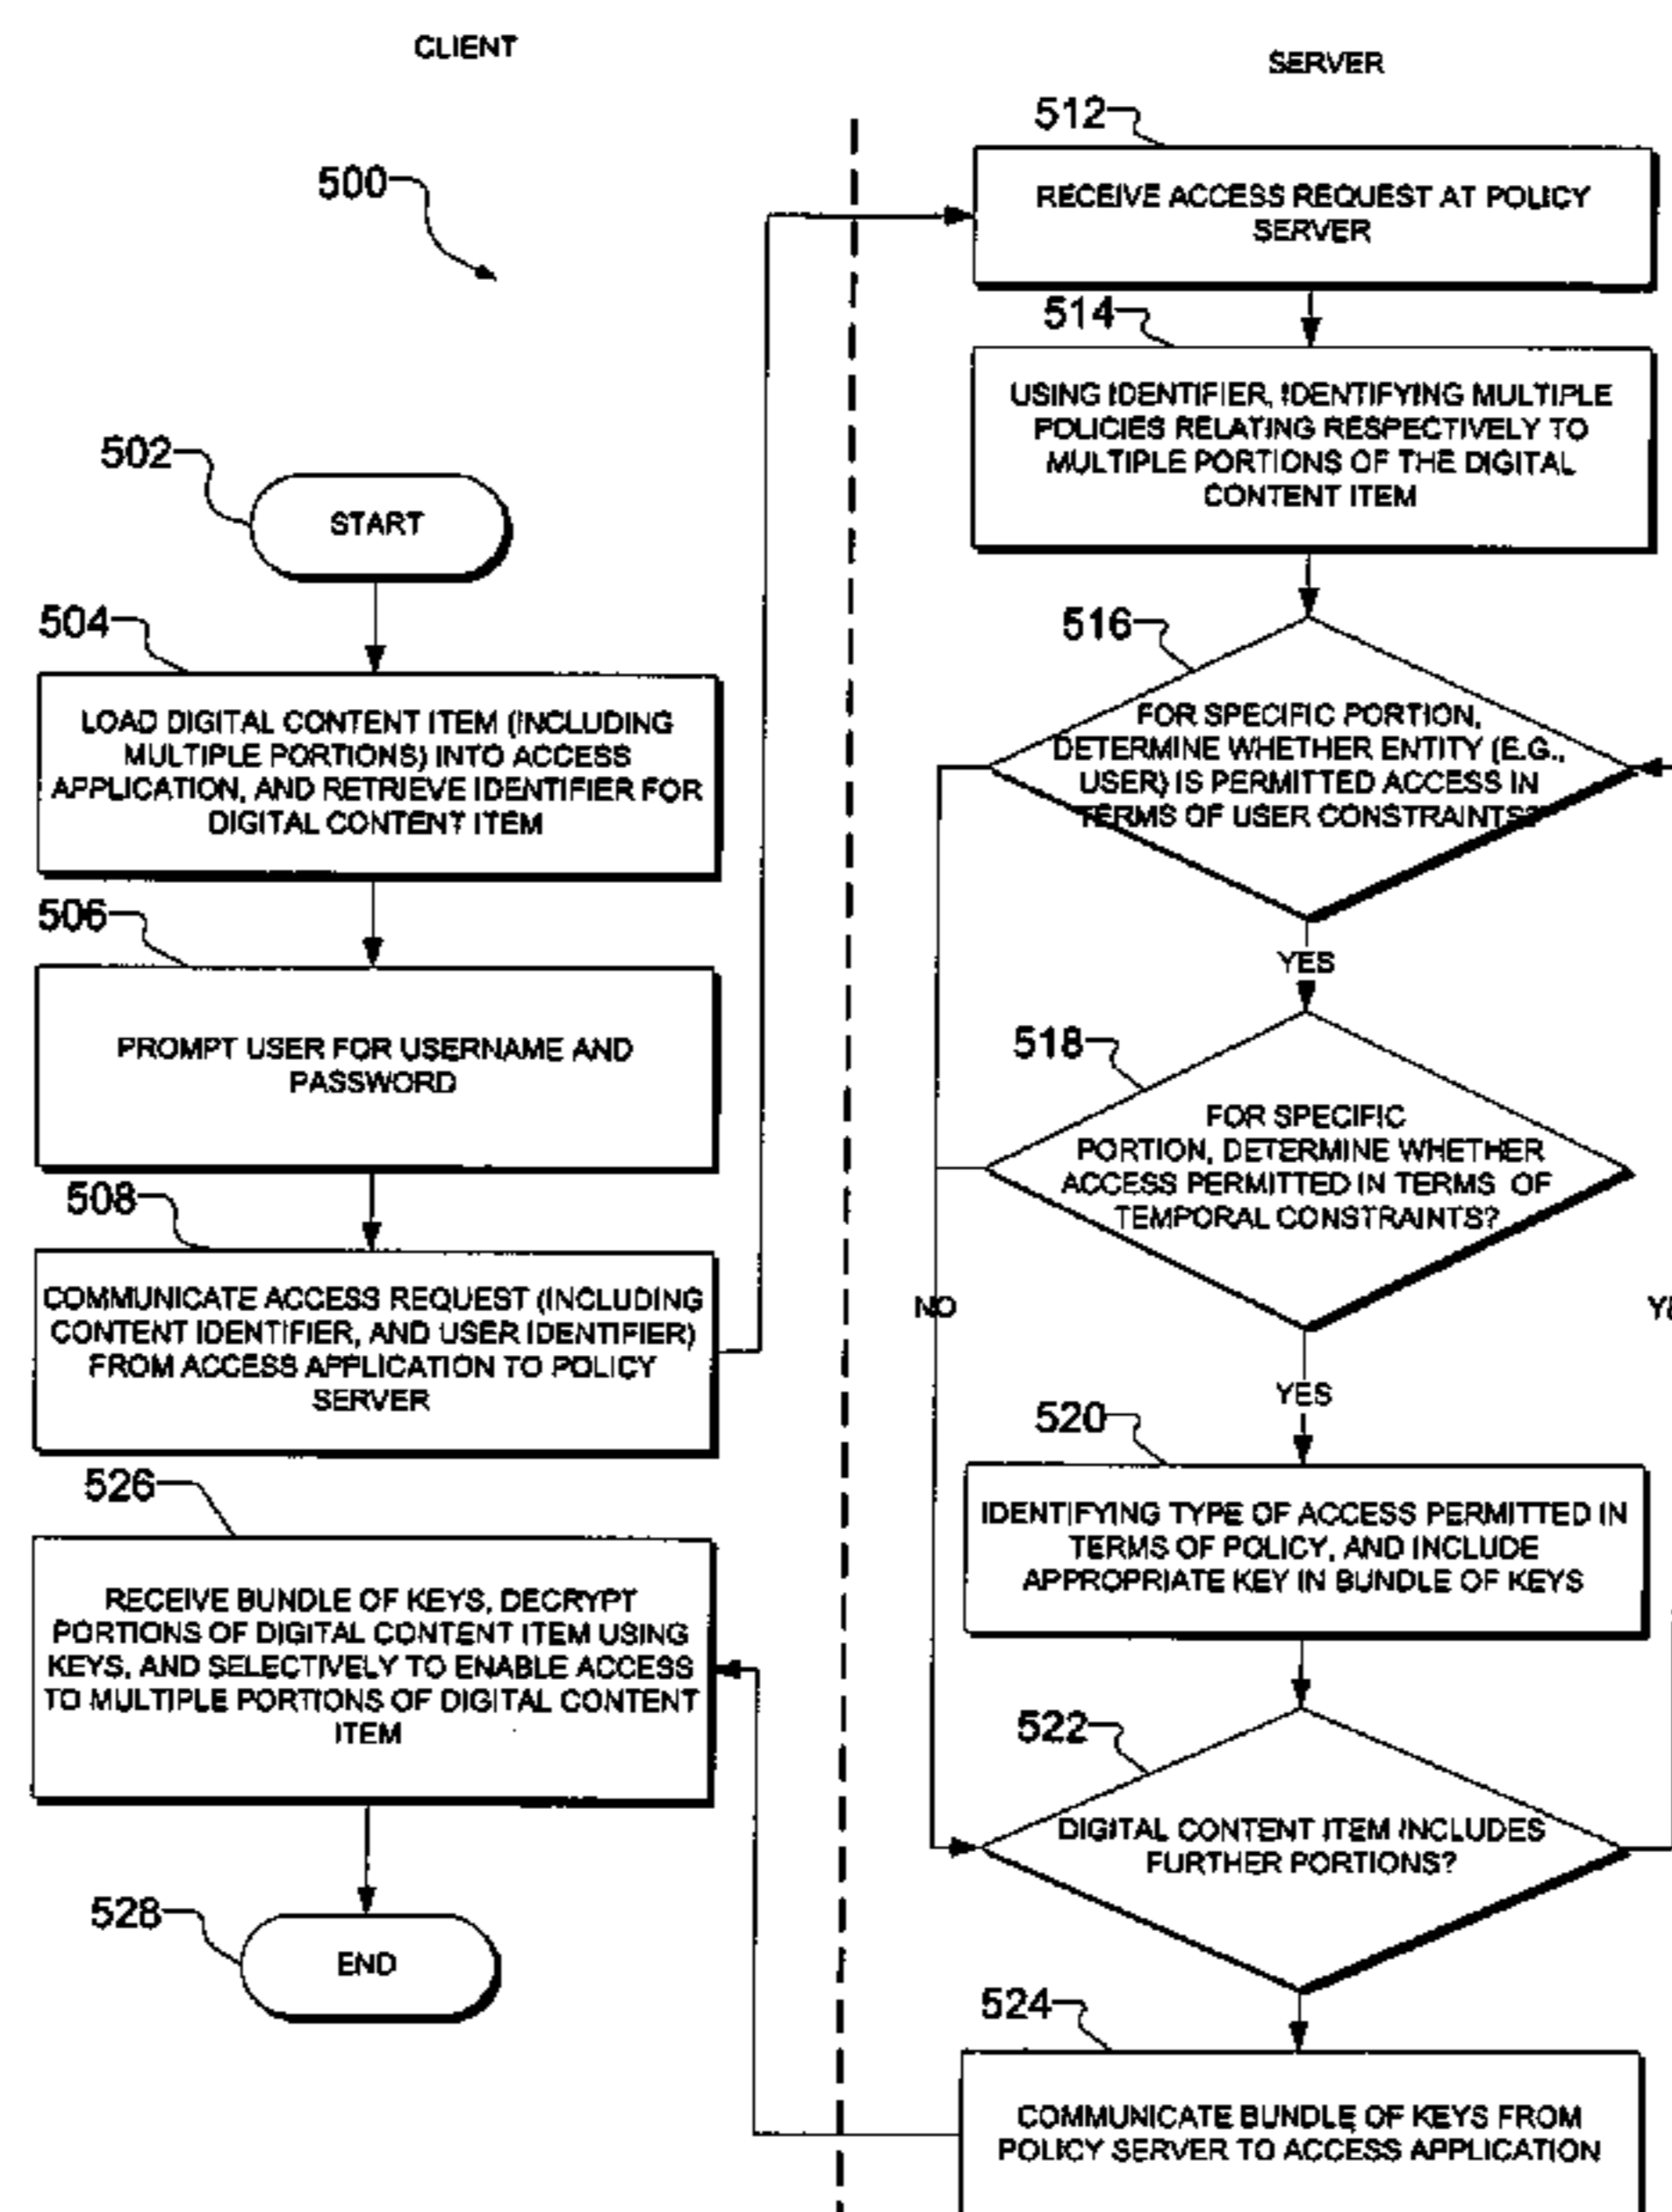 CLIENT
SERVER
500
502
START
504
LOAD DIGITAL CONTENT ITEM (INCLUDING
MULTIPLE PORTIONS) INTO ACCESS
APPLICATION, AND RETRIEVE IDENTIFIER FOR
DIGITAL CONTENT ITEM
506
PROMPT USER FOR USERNAME AND
PASSWORD
508
COMMUNICATE ACCESS REQUEST (INCLUDING
CONTENT IDENTIFIER, AND USER IDENTIFIER)
FROM ACCESS APPLICATION TO POLICY
SERVER
512
RECEIVE ACCESS REQUEST AT POLICY
SERVER
514
USING IDENTIFIER, IDENTIFYING MULTIPLE
POLICIES RELATING RESPECTIVELY TO
MULTIPLE PORTIONS OF THE DIGITAL
CONTENT ITEM
516
FOR SPECIFIC PORTION,
DETERMINE WHETHER ENTITY (E.G.,
USER) IS PERMITTED ACCESS IN
TERMS OF USER CONSTRAINTS?
YES
518
FOR SPECIFIC
PORTION, DETERMINE WHETHER
ACCESS PERMITTED IN TERMS OF
TEMPORAL CONSTRAINTS?
NO
YES
520
IDENTIFYING TYPE OF ACCESS PERMITTED IN
TERMS OF POLICY, AND INCLUDE
APPROPRIATE KEY IN BUNDLE OF KEYS
522
DIGITAL CONTENT ITEM INCLUDES
FURTHER PORTIONS?
524
COMMUNICATE BUNDLE OF KEYS FROM
POLICY SERVER TO ACCESS APPLICATION
526
RECEIVE BUNDLE OF KEYS, DECRYPT
PORTIONS OF DIGITAL CONTENT ITEM USING
KEYS, AND SELECTIVELY TO ENABLE ACCESS
TO MULTIPLE PORTIONS OF DIGITAL CONTENT
ITEM
528
END